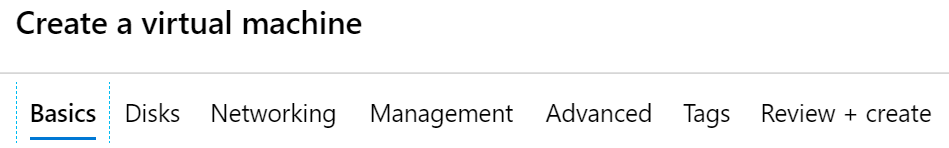 Create a virtual machine
Basics Disks Networking Management Advanced Tags Review + create